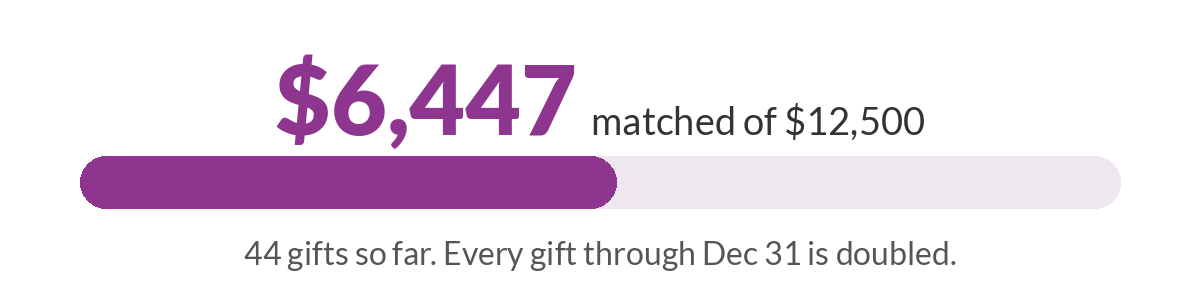 $6,447 matched of $12,500
44 gifts so far. Every gift through Dec 31 is doubled.